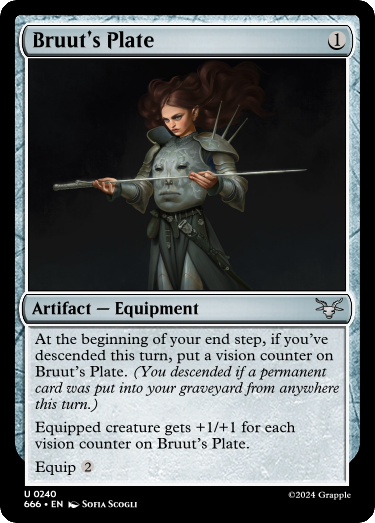 Bruut's Plate
1
Artifact — Equipment
At the beginning of your end step, if you've
descended this turn, put a vision counter on
Bruut's Plate. (You descended if a permanent
card was put into your graveyard from anywhere
this turn.)
Equipped creature gets +1/+1 for each
vision counter on Bruut's Plate.
Equip 2
U 0240
666 • EN Sofia Scogli
©2024 Grapple